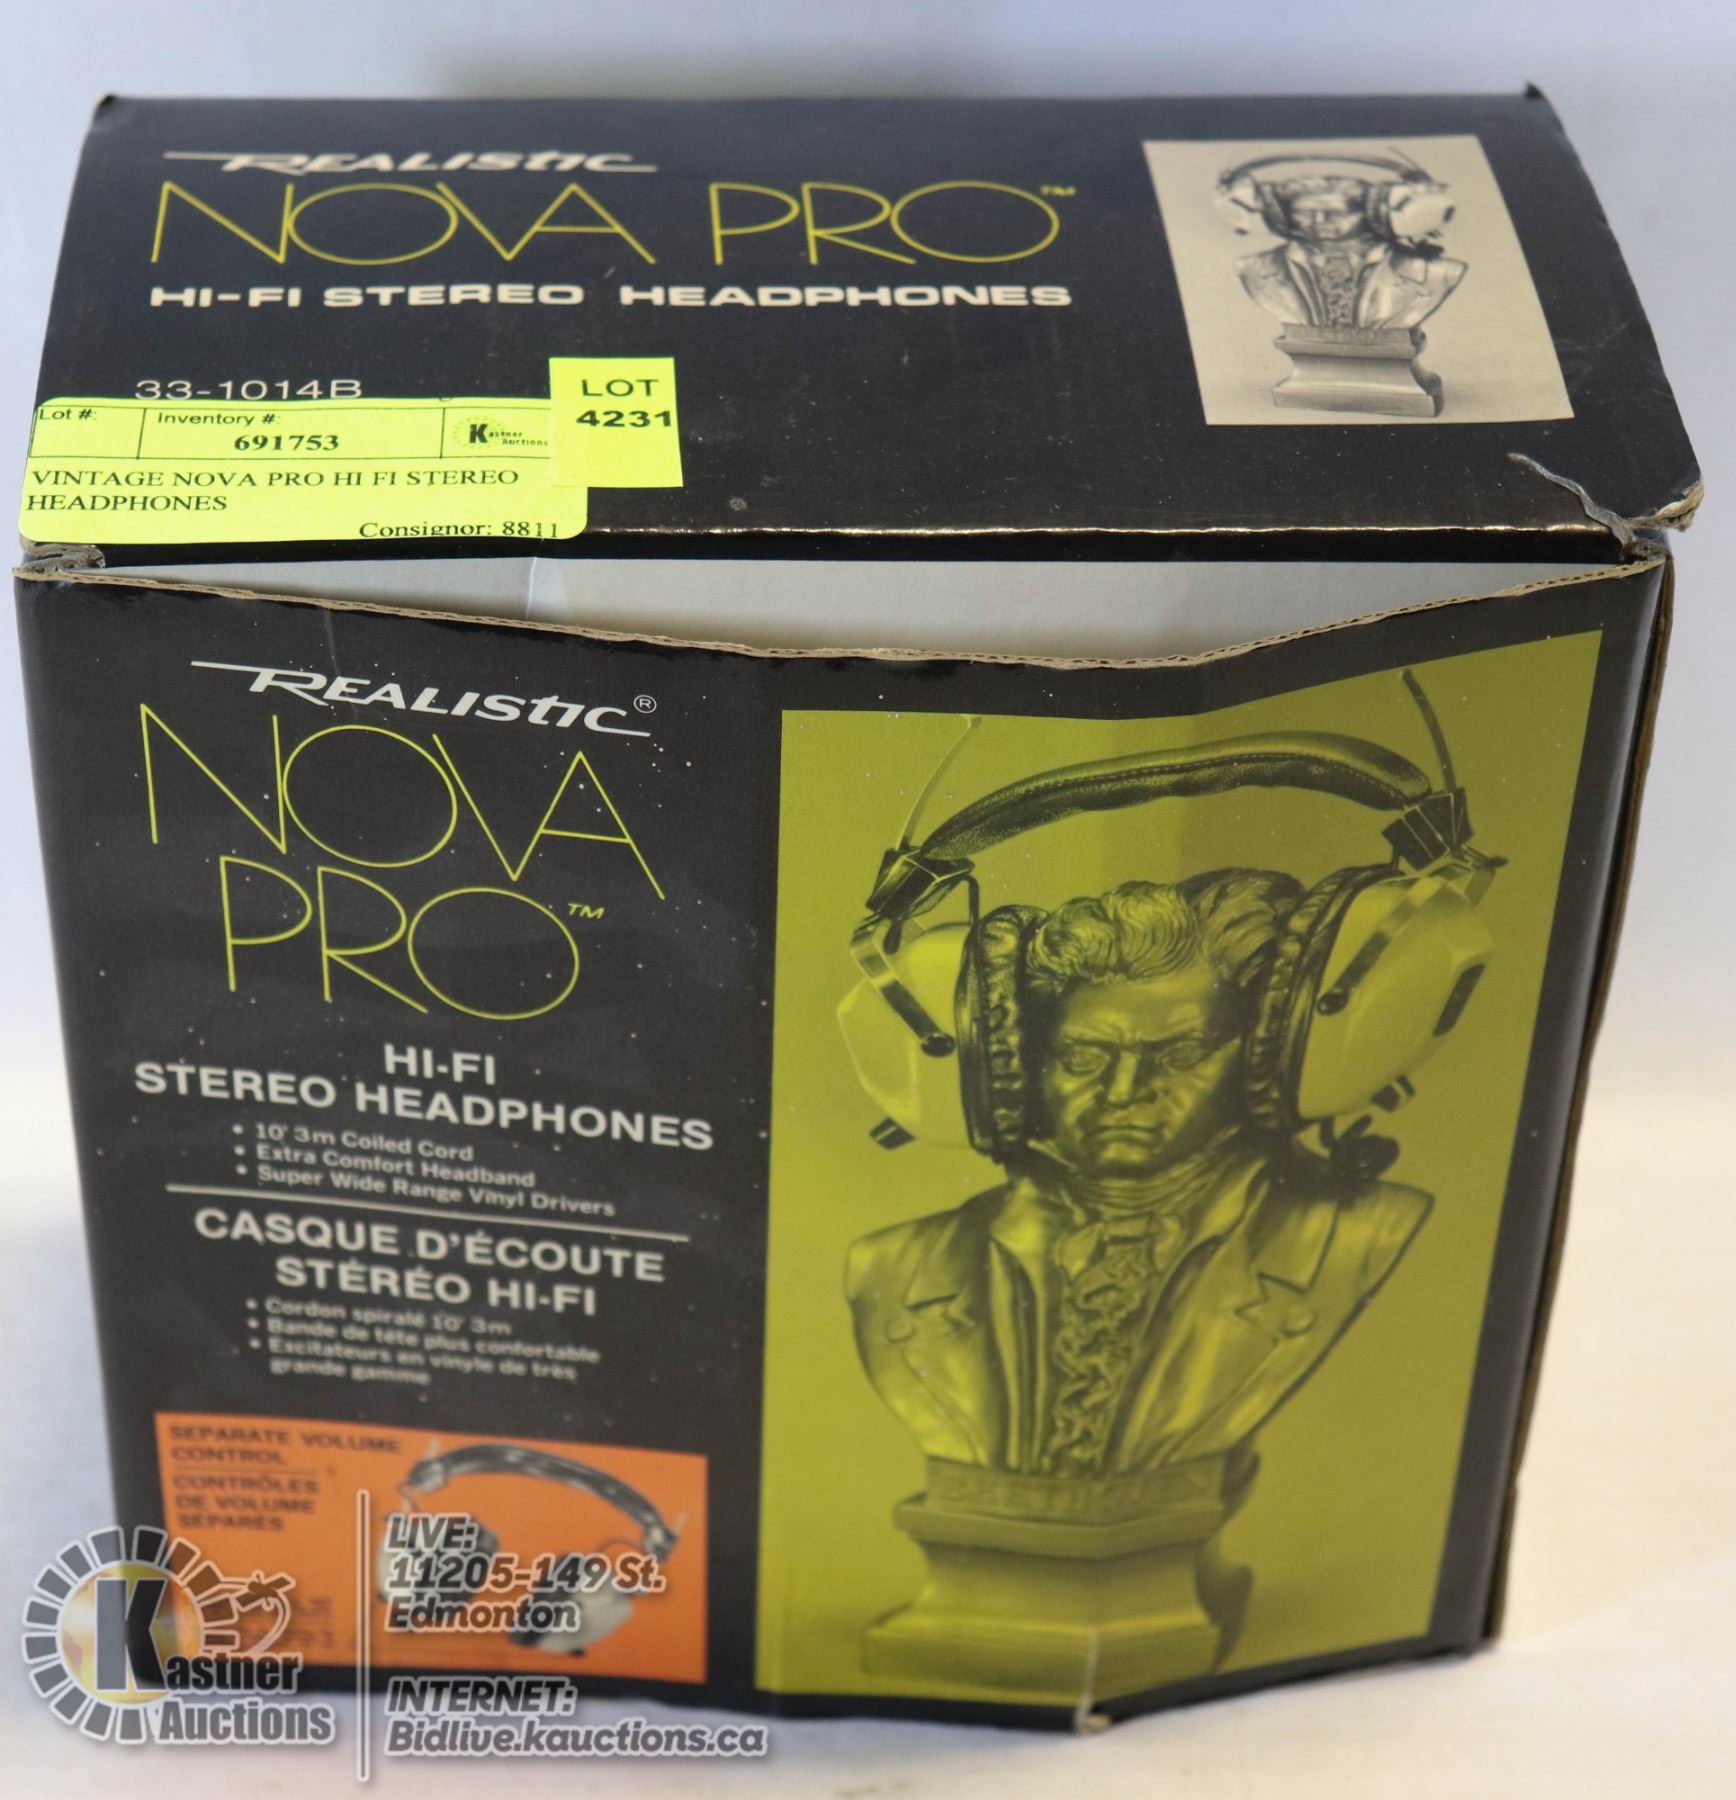 REALISTIC
NOVA PRO™
HI-FI STEREO HEADPHONES
33-1014B
LOT
4231
Lot #:
Inventory #:
691753
Kastner
Auctions
VINTAGE NOVA PRO HI FI STEREO
HEADPHONES
Consignor: 8811
REALISTIC®
NOVA
PRO™
HI-FI
STEREO HEADPHONES
• 10' 3m Coiled Cord
• Extra Comfort Headband
• Super Wide Range Vinyl Drivers
CASQUE D'ÉCOUTE
STÉRÉO HI-FI
• Cordon spiralé 10' 3m
• Bande de tête plus confortable
• Excitateurs en vinyle de très
grande gamme
BEETHOVEN
SEPARATE VOLUME
CONTROL
CONTRÔLES
DE VOLUME
SÉPARÉS
Kastner
Auctions
LIVE:
11205-149 St.
Edmonton
INTERNET:
Bidlive.kauctions.ca